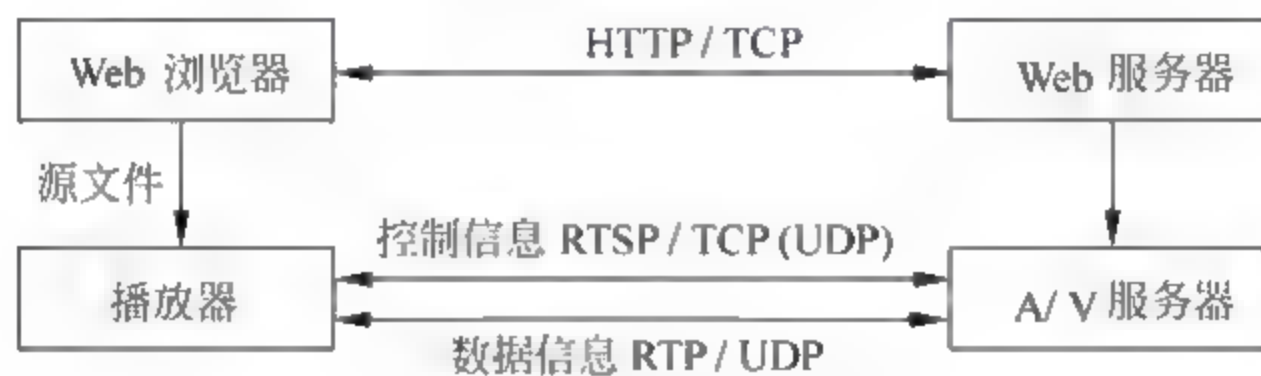 HTTP / TCP
Web 浏览器
Web 服务器
源文件
控制信息 RTSP / TCP (UDP)
播放器
A/ V 服务器
数据信息 RTP / UDP